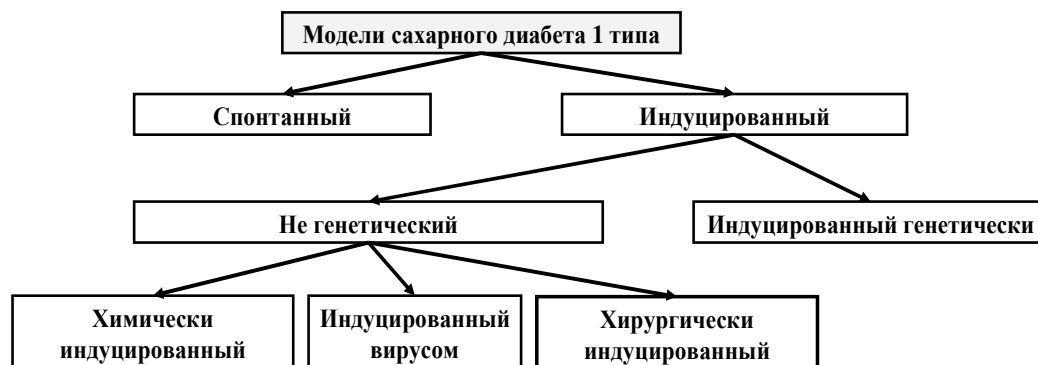 Модели сахарного диабета 1 типа
Спонтанный
Индуцированный
Не генетический
Индуцированный генетически
Химически
индуцированный
Индуцированный
вирусом
Хирургически
индуцированный